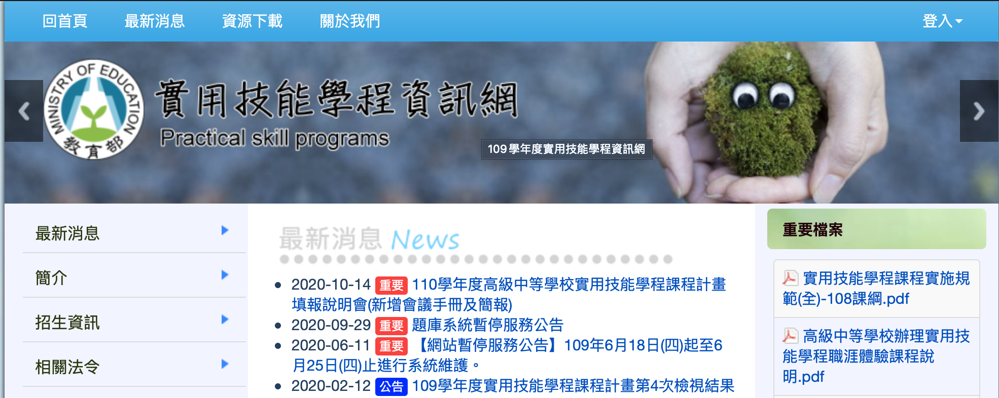 回首頁 最新消息 資源下載 關於我們 登入
MINISTRY OF EDUCATION
教育部
實用技能學程資訊網
Practical skill programs
109學年度實用技能學程資訊網
最新消息
簡介
招生資訊
相關法令
最新消息 News
2020-10-14 重要 110學年度高級中等學校實用技能學程課程計畫
填報說明會(新增會議手冊及簡報)
2020-09-29 重要 題庫系統暫停服務公告
2020-06-11 重要 【網站暫停服務公告】109年6月18日(四)起至6
月25日(四)止進行系統維護。
2020-02-12 公告 109學年度實用技能學程課程計畫第4次檢視結果
重要檔案
實用技能學程課程實施規
範(全)-108課綱.pdf
高級中等學校辦理實用技
能學程職涯體驗課程說
明.pdf